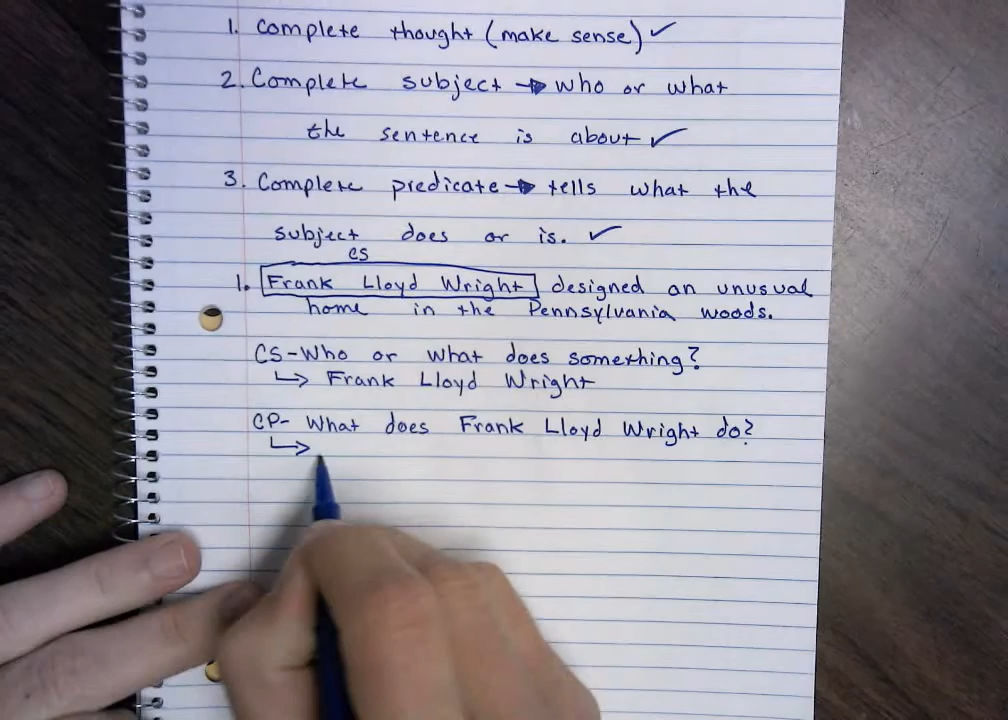 1. Complete thought (make sense) ✓
2. Complete subject → who or what
the sentence is about ✓
3. Complete predicate → tells what the
subject does or is. ✓
CS
1. Frank Lloyd Wright designed an unusual
home in the Pennsylvania woods.
CS-Who or what does something?
↳ Frank Lloyd Wright
CP- What does Frank Lloyd Wright do?
↳